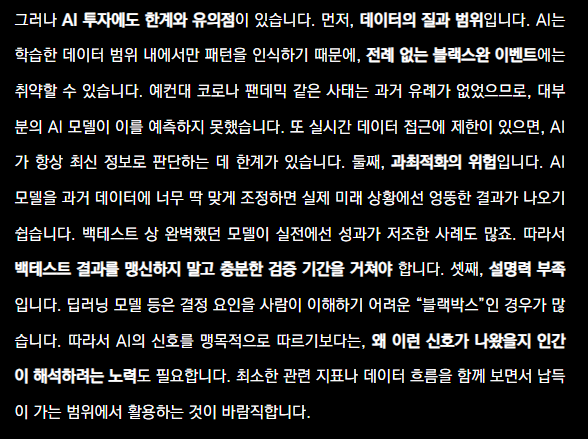 그러나 AI 투자에도 한계와 유의점이 있습니다. 먼저, 데이터의 질과 범위입니다. AI는
학습한 데이터 범위 내에서만 패턴을 인식하기 때문에, 전례 없는 블랙스완 이벤트에는
취약할 수 있습니다. 예컨대 코로나 팬데믹 같은 사태는 과거 유례가 없었으므로, 대부
분의 AI 모델이 이를 예측하지 못했습니다. 또 실시간 데이터 접근에 제한이 있으면, AI
가 항상 최신 정보로 판단하는 데 한계가 있습니다. 둘째, 과최적화의 위험입니다. AI
모델을 과거 데이터에 너무 딱 맞게 조정하면 실제 미래 상황에선 엉뚱한 결과가 나오기
쉽습니다. 백테스트 상 완벽했던 모델이 실전에선 성과가 저조한 사례도 많죠. 따라서
백테스트 결과를 맹신하지 말고 충분한 검증 기간을 거쳐야 합니다. 셋째, 설명력 부족
입니다. 딥러닝 모델 등은 결정 요인을 사람이 이해하기 어려운 “블랙박스”인 경우가 많
습니다. 따라서 AI의 신호를 맹목적으로 따르기보다는, 왜 이런 신호가 나왔을지 인간
이 해석하려는 노력도 필요합니다. 최소한 관련 지표나 데이터 흐름을 함께 보면서 납득
이 가는 범위에서 활용하는 것이 바람직합니다.